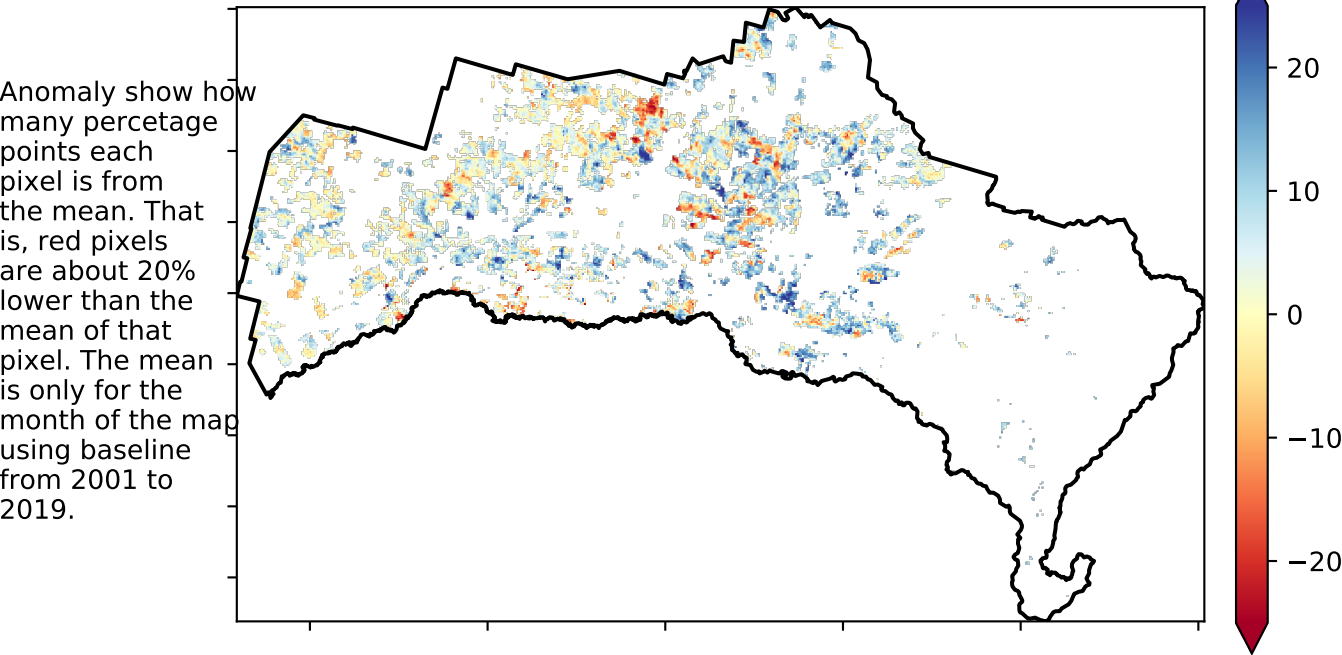 Anomaly show how
many percetage
points each
pixel is from
the mean. That
is, red pixels
are about 20%
lower than the
mean of that
pixel. The mean
is only for the
month of the map
using baseline
from 2001 to
2019.
20
10
0
−10
−20